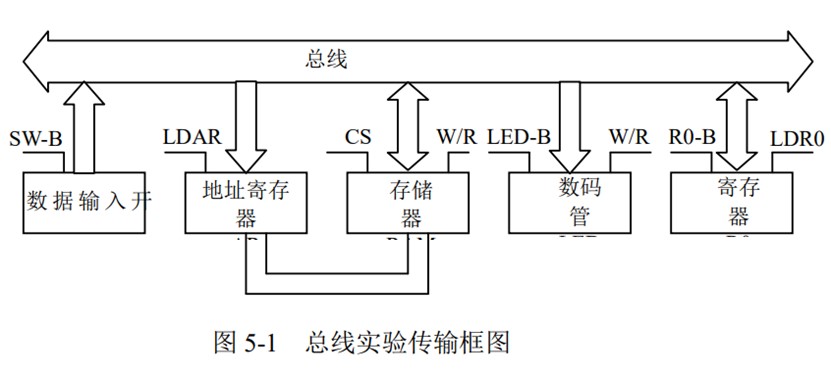 总线
SW-B LDAR CS W/R LED-B W/R R0-B LDR0
数据输入开 地址寄存 存储 数码 寄存
器 器 管 器
图 5-1 总线实验传输框图